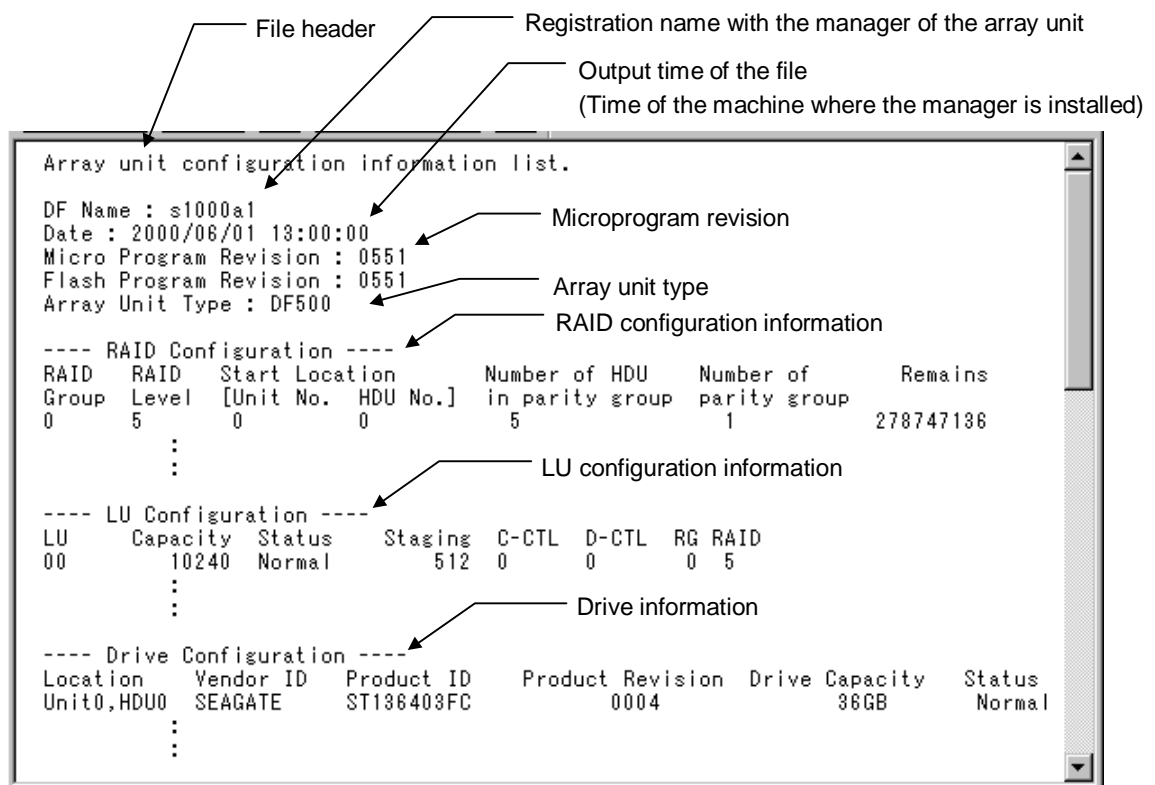 File header
Registration name with the manager of the array unit
Output time of the file
(Time of the machine where the manager is installed)
Array unit configuration information list.
DF Name : s1000a1
Date : 2000/06/01 13:00:00
Micro Program Revision : 0551
Microprogram revision
Flash Program Revision : 0551
Array Unit Type : DF500
Array unit type
RAID configuration information
---- RAID Configuration ----
RAID RAID Start Location Number of HDU Number of Remains
Group Level [Unit No. HDU No.] in parity group parity group
0 5 0 0 5 1 278747136
:
:
LU configuration information
---- LU Configuration ----
LU Capacity Status Staging C-CTL D-CTL RG RAID
00 10240 Normal 512 0 0 0 5
:
:
Drive information
---- Drive Configuration ----
Location Vendor ID Product ID Product Revision Drive Capacity Status
Unit0,HDU0 SEAGATE ST136403FC 0004 36GB Normal
:
: